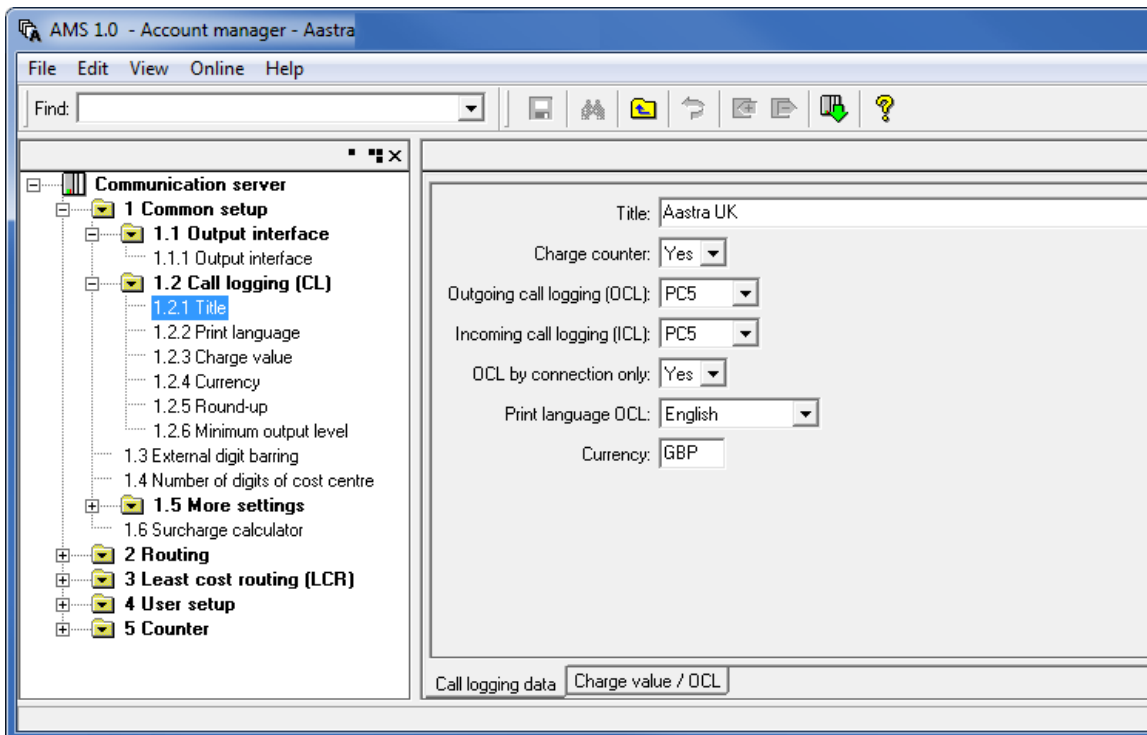 AMS 1.0 - Account manager - Aastra
File Edit View Online Help
Find:
Communication server
1 Common setup
1.1 Output interface
1.1.1 Output interface
1.2 Call logging (CL)
1.2.1 Title
1.2.2 Print language
1.2.3 Charge value
1.2.4 Currency
1.2.5 Round-up
1.2.6 Minimum output level
1.3 External digit barring
1.4 Number of digits of cost centre
1.5 More settings
1.6 Surcharge calculator
2 Routing
3 Least cost routing (LCR)
4 User setup
5 Counter
Title: Aastra UK
Charge counter: Yes
Outgoing call logging (OCL): PC5
Incoming call logging (ICL): PC5
OCL by connection only: Yes
Print language OCL: English
Currency: GBP
Call logging data Charge value / OCL